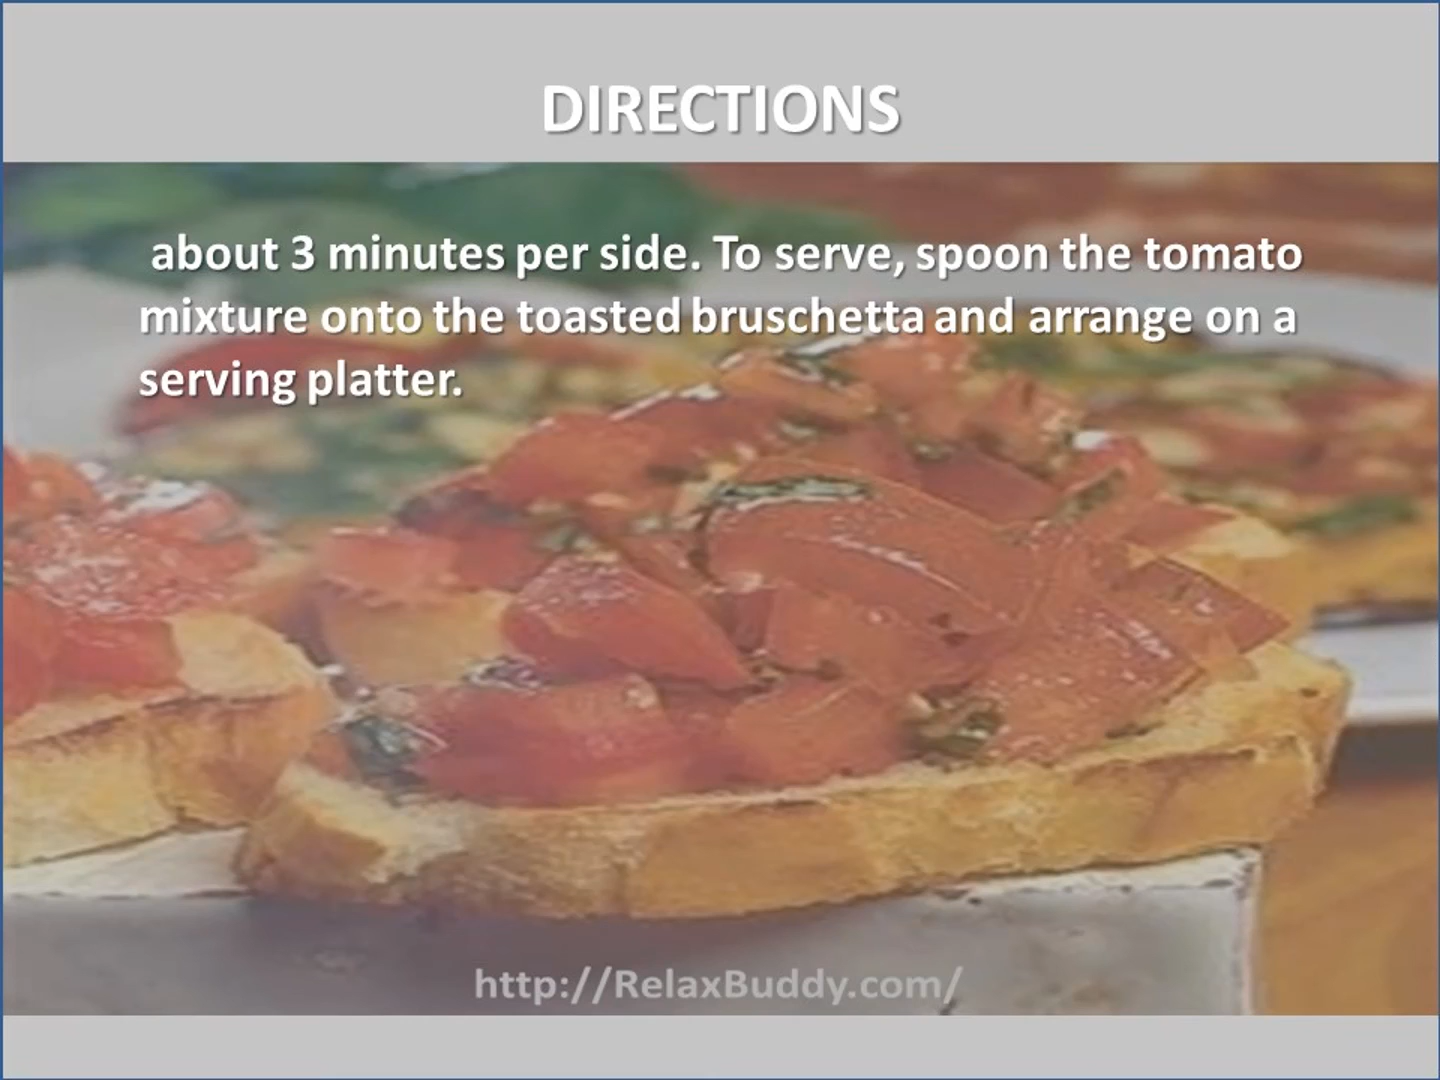 DIRECTIONS
about 3 minutes per side. To serve, spoon the tomato
mixture onto the toasted bruschetta and arrange on a
serving platter.
http://RelaxBuddy.com/